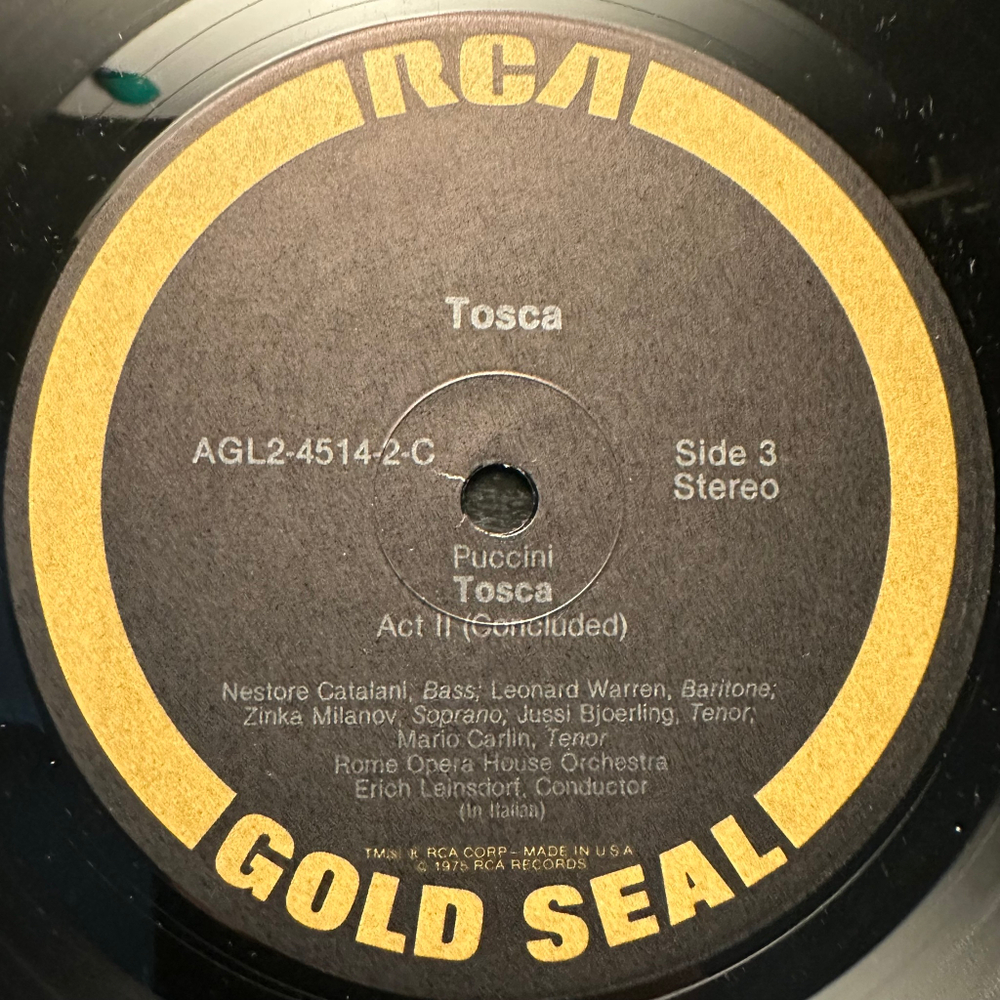 RCA
Tosca
AGL2-4514-2-C
Side 3
Stereo
Puccini
Tosca
Act II (Concluded)
Nestore Catalani, Bass; Leonard Warren, Baritone;
Zinka Milanov, Soprano; Jussi Bjoerling, Tenor;
Mario Carlin, Tenor
Rome Opera House Orchestra
Erich Leinsdorf, Conductor
(In Italian)
TM(s) ® RCA CORP – MADE IN U S A
© 1975 RCA RECORDS
GOLD SEAL